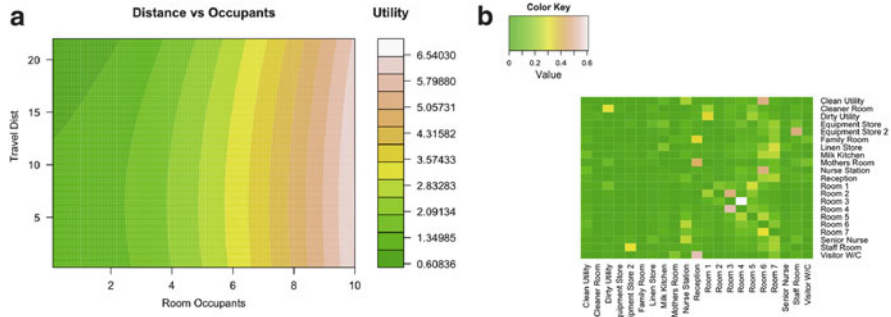 a
Distance vs Occupants
Utility
Travel Dist
20
15
10
5
2
4
6
8
10
Room Occupants
6.54030
5.79880
5.05731
4.31582
3.57433
2.83283
2.09134
1.34985
0.60836
b
Color Key
0
0.2
0.4
0.6
Value
Clean Utility
Cleaner Room
Dirty Utility
Equipment Store
Equipment Store 2
Family Room
Linen Store
Milk Kitchen
Mothers Room
Nurse Station
Reception
Room 1
Room 2
Room 3
Room 4
Room 5
Room 6
Room 7
Senior Nurse
Staff Room
Visitor W/C
Clean Utility
Cleaner Room
Dirty Utility
quipment Store
uipment Store 2
Family Room
Linen Store
Milk Kitchen
Mothers Room
Nurse Station
Reception
Room 1
Room 2
Room 3
Room 4
Room 5
Room 6
Room 7
Senior Nurse
Staff Room
Visitor W/C